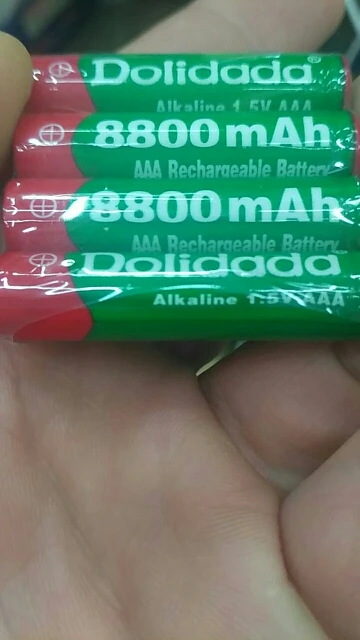 Dolidada®
Alkaline 1.5V AAA
8800mAh
AAA Rechargeable Battery
8800mAh
AAA Rechargeable Battery
Dolidada
Alkaline 1.5V AAA